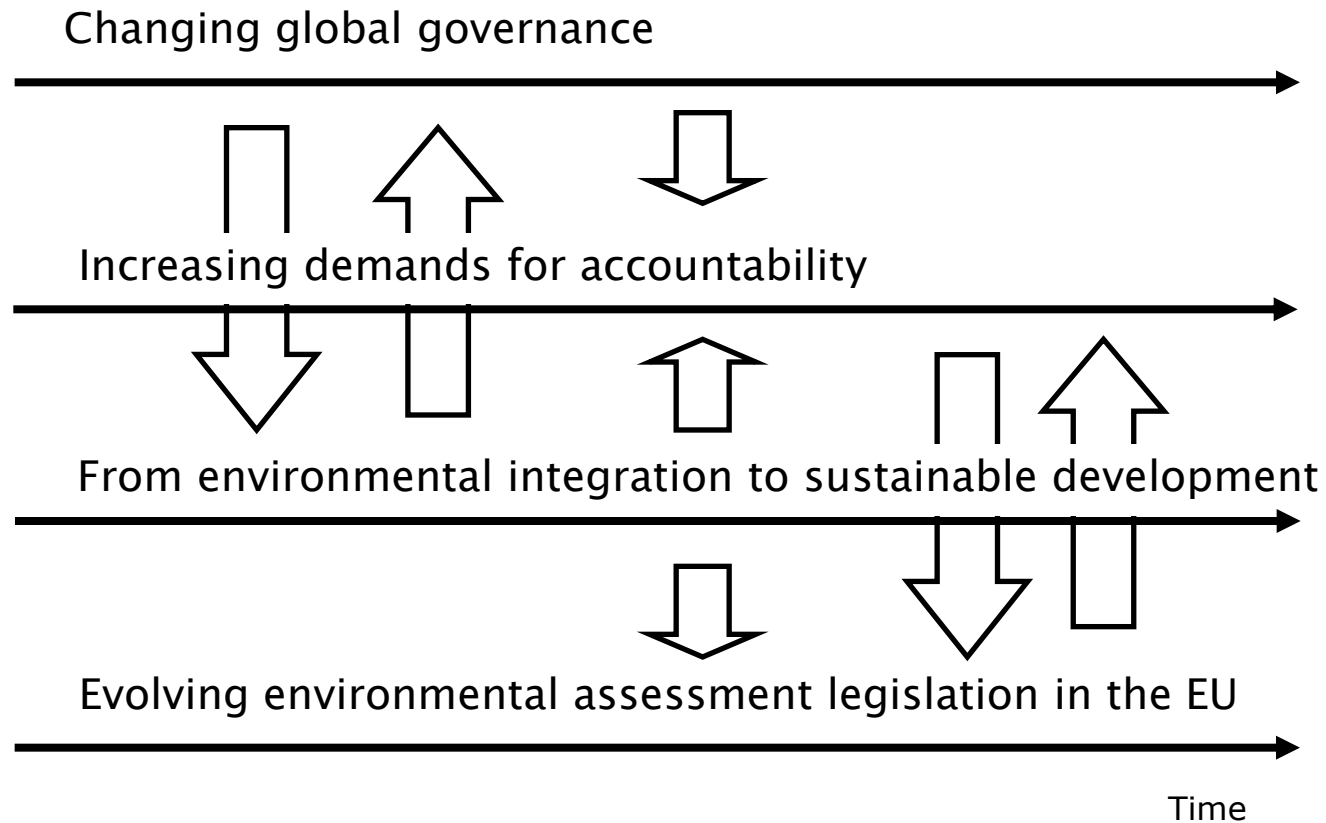 Changing global governance
Increasing demands for accountability
From environmental integration to sustainable development
Evolving environmental assessment legislation in the EU
Time